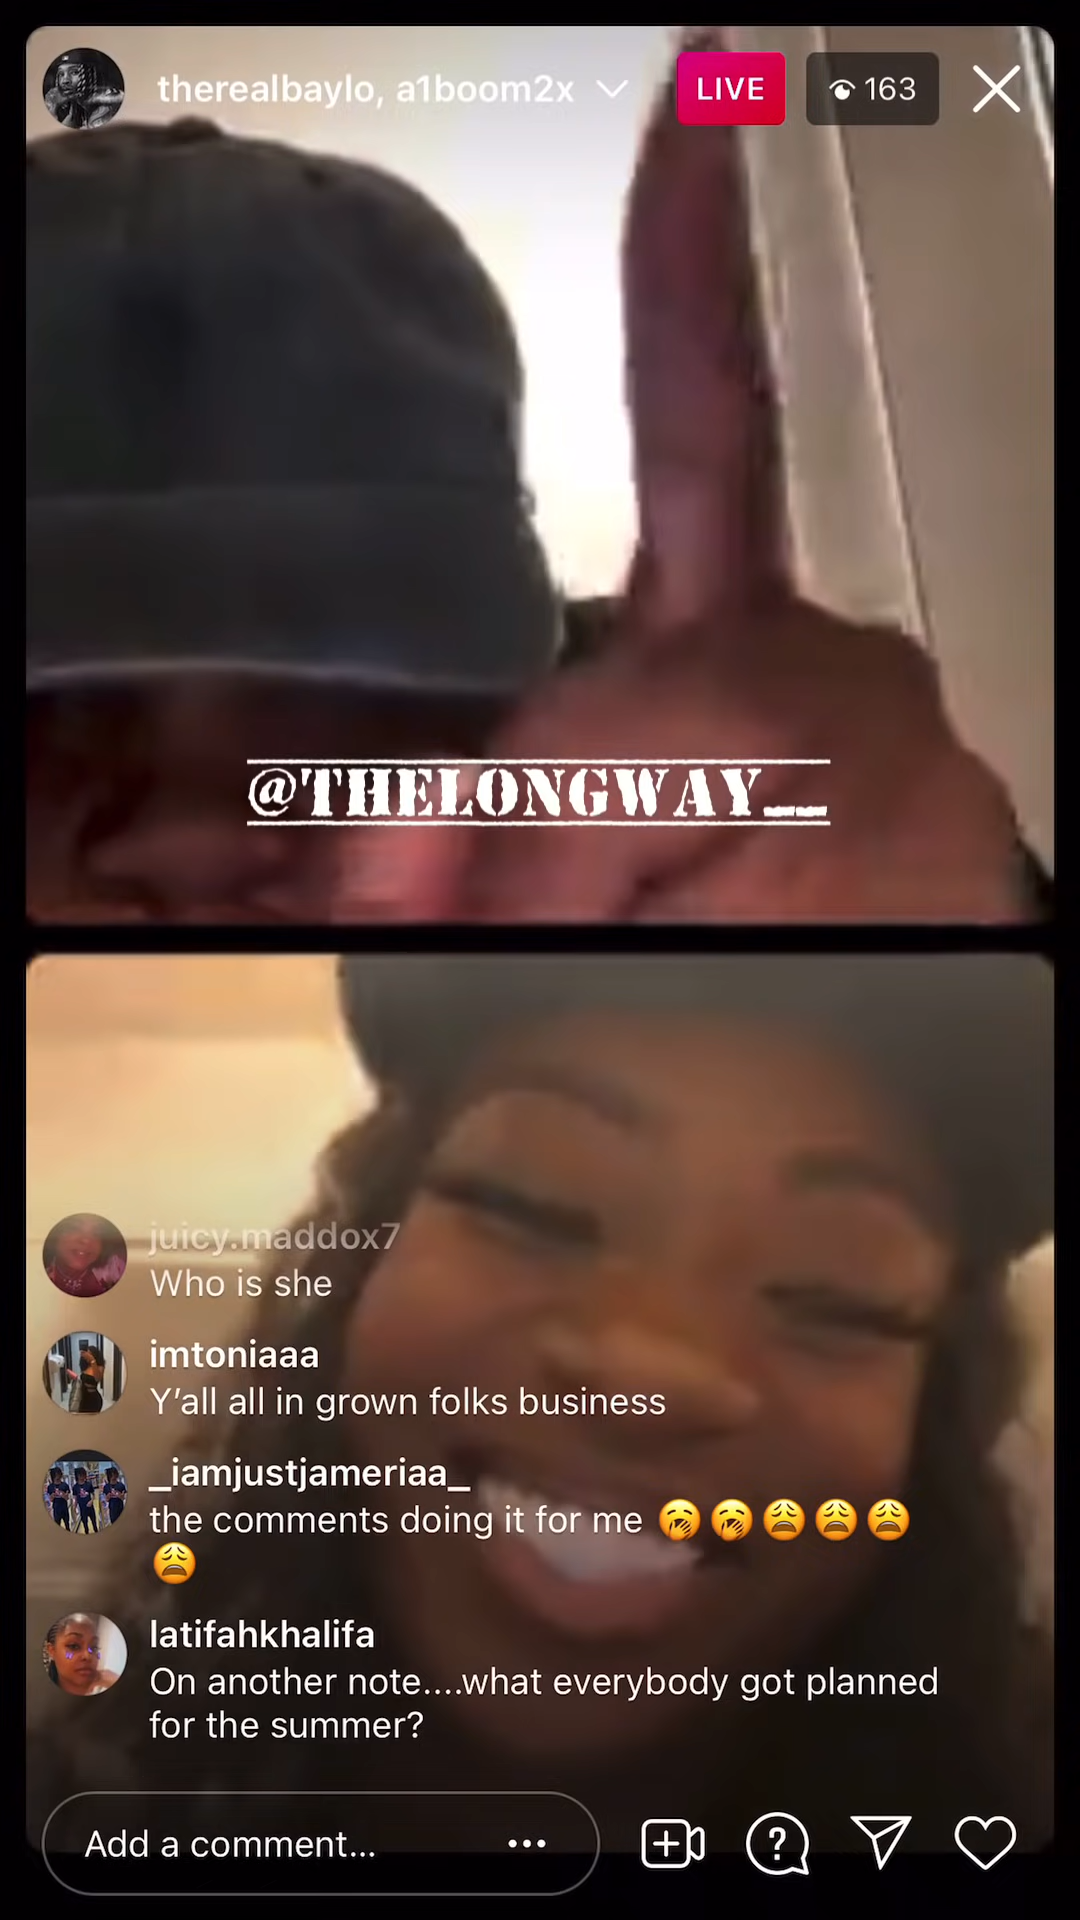 therealbaylo, a1boom2x
LIVE
163
@THELONGWAY__
juicy.maddox7
Who is she
imtoniaaa
Y’all all in grown folks business
_iamjustjameriaa_
the comments doing it for me 🥱🥱😩😩😩
😩
latifahkhalifa
On another note....what everybody got planned
for the summer?
Add a comment...